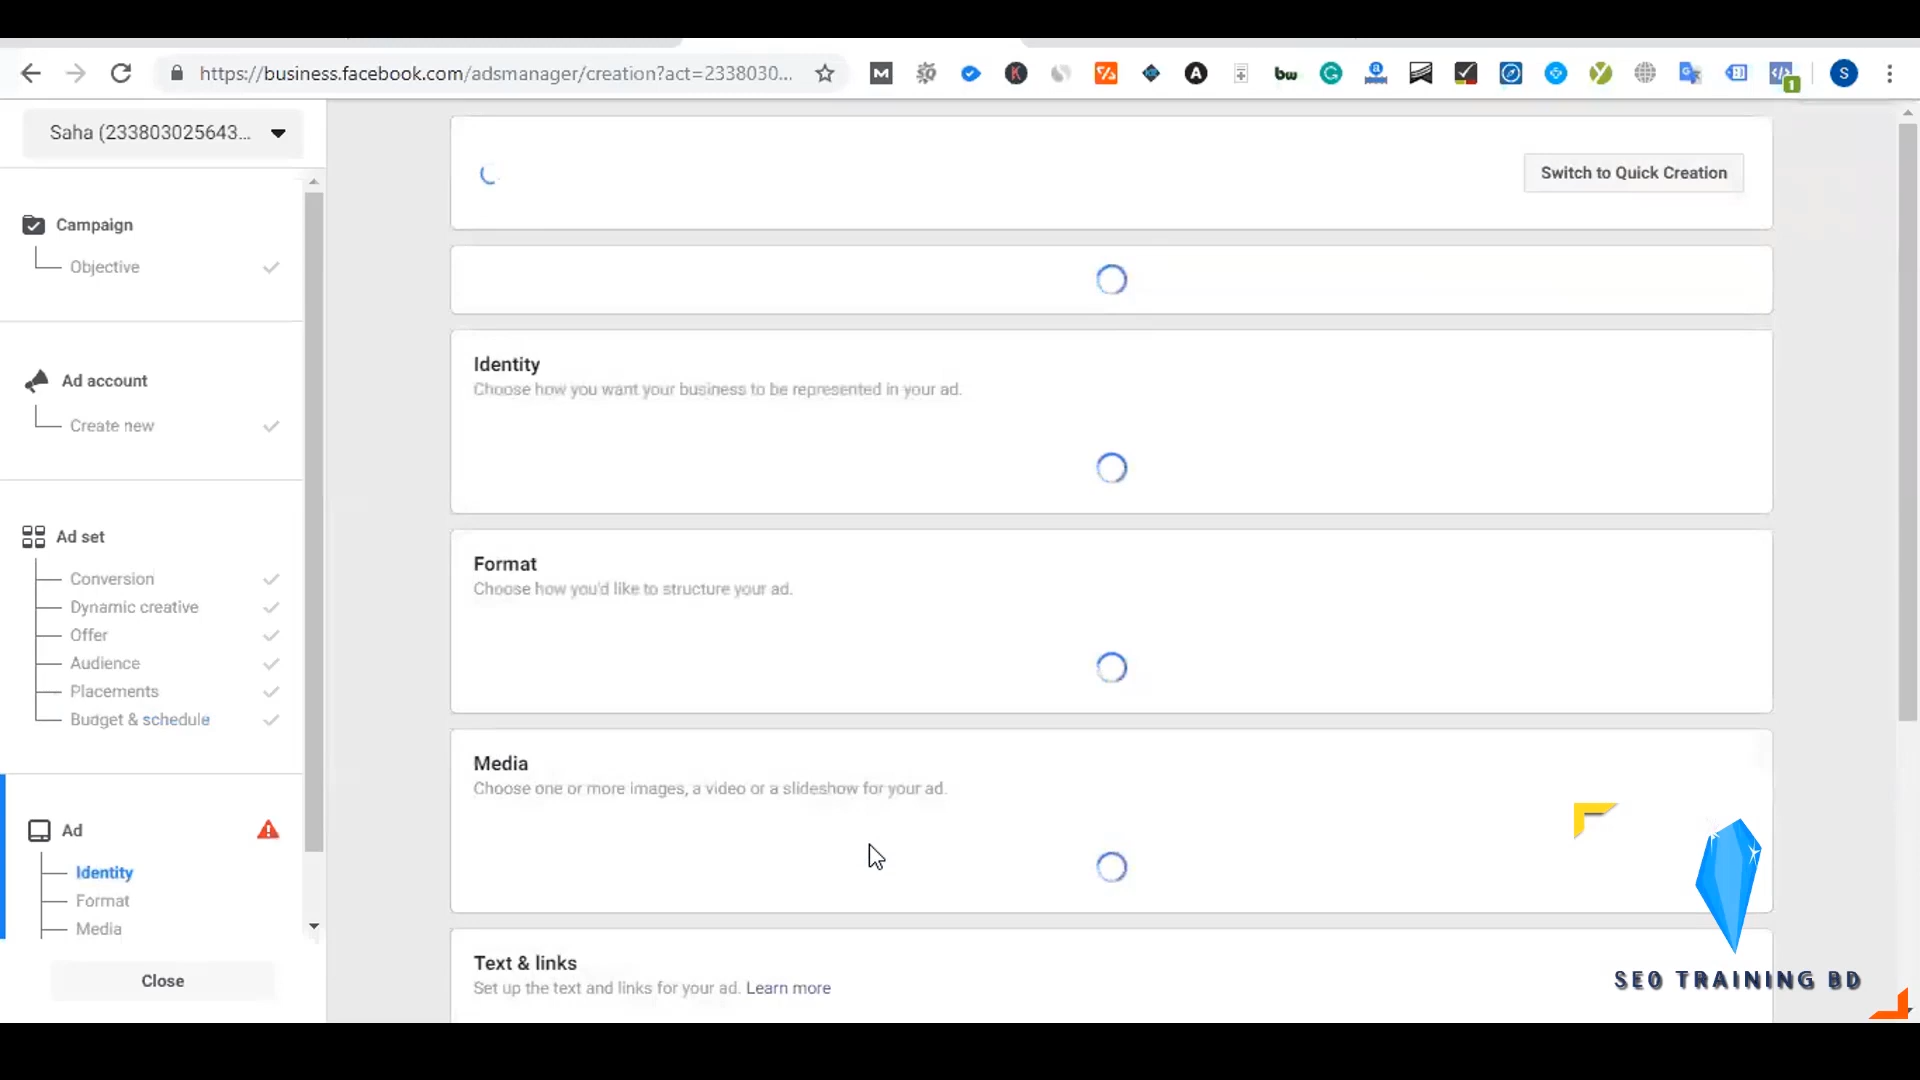 https://business.facebook.com/adsmanager/creation?act=2338030...
M
K
A
bw
a
G
y
1
S
Saha (233803025643...
Switch to Quick Creation
Campaign
Objective
Identity
Choose how you want your business to be represented in your ad.
Ad account
Create new
Ad set
Conversion
Dynamic creative
Offer
Audience
Placements
Budget & schedule
Format
Choose how you'd like to structure your ad.
Media
Choose one or more images, a video or a slideshow for your ad.
Ad
Identity
Format
Media
Close
Text & links
Set up the text and links for your ad. Learn more
SEO TRAINING BD